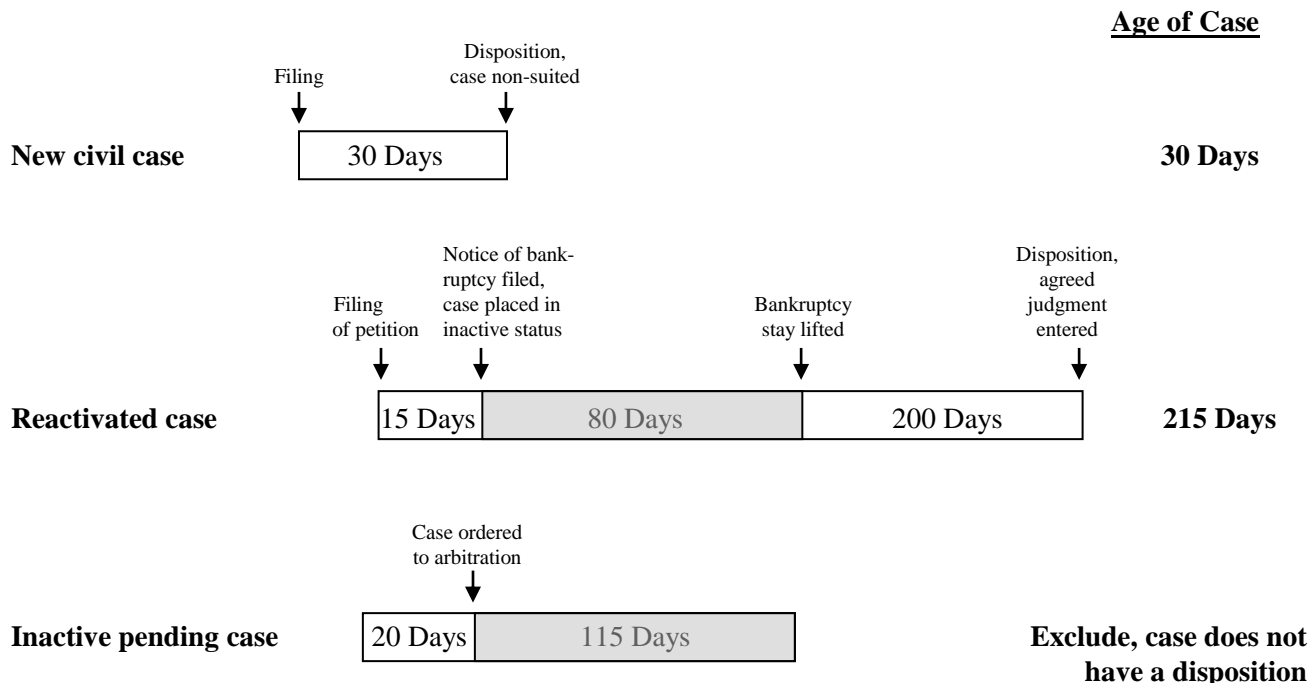 Age of Case
Filing
Disposition,
case non-suited
New civil case
30 Days
30 Days
Filing
of petition
Notice of bank-
ruptcy filed,
case placed in
inactive status
Bankruptcy
stay lifted
Disposition,
agreed
judgment
entered
Reactivated case
15 Days
80 Days
200 Days
215 Days
Case ordered
to arbitration
Inactive pending case
20 Days
115 Days
Exclude, case does not
have a disposition